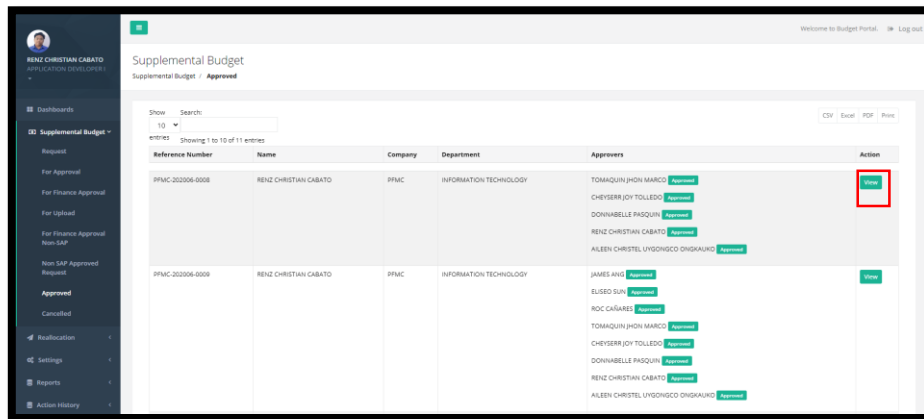 Welcome to Budget Portal. Log out
RENZ CHRISTIAN CABATO
APPLICATION DEVELOPER I
Dashboards
Supplemental Budget
Request
For Approval
For Finance Approval
For Upload
For Finance Approval
Non-SAP
Non SAP Approved
Request
Approved
Cancelled
Reallocation
Settings
Reports
Action History
Supplemental Budget
Supplemental Budget / Approved
Show Search:
10
entries Showing 1 to 10 of 11 entries
CSV Excel PDF Print
Reference Number Name Company Department Approvers Action
PFMC-202006-0008 RENZ CHRISTIAN CABATO PFMC INFORMATION TECHNOLOGY TOMAQUIN JHON MARCO Approved View
CHEYSERR JOY TOLLEDO Approved
DONNABELLE PASQUIN Approved
RENZ CHRISTIAN CABATO Approved
AILEEN CHRISTEL UYGONGCO ONGKAUKO Approved
PFMC-202006-0009 RENZ CHRISTIAN CABATO PFMC INFORMATION TECHNOLOGY JAMES ANG Approved View
ELISEO SUN Approved
ROC CAÑARES Approved
TOMAQUIN JHON MARCO Approved
CHEYSERR JOY TOLLEDO Approved
DONNABELLE PASQUIN Approved
RENZ CHRISTIAN CABATO Approved
AILEEN CHRISTEL UYGONGCO ONGKAUKO Approved